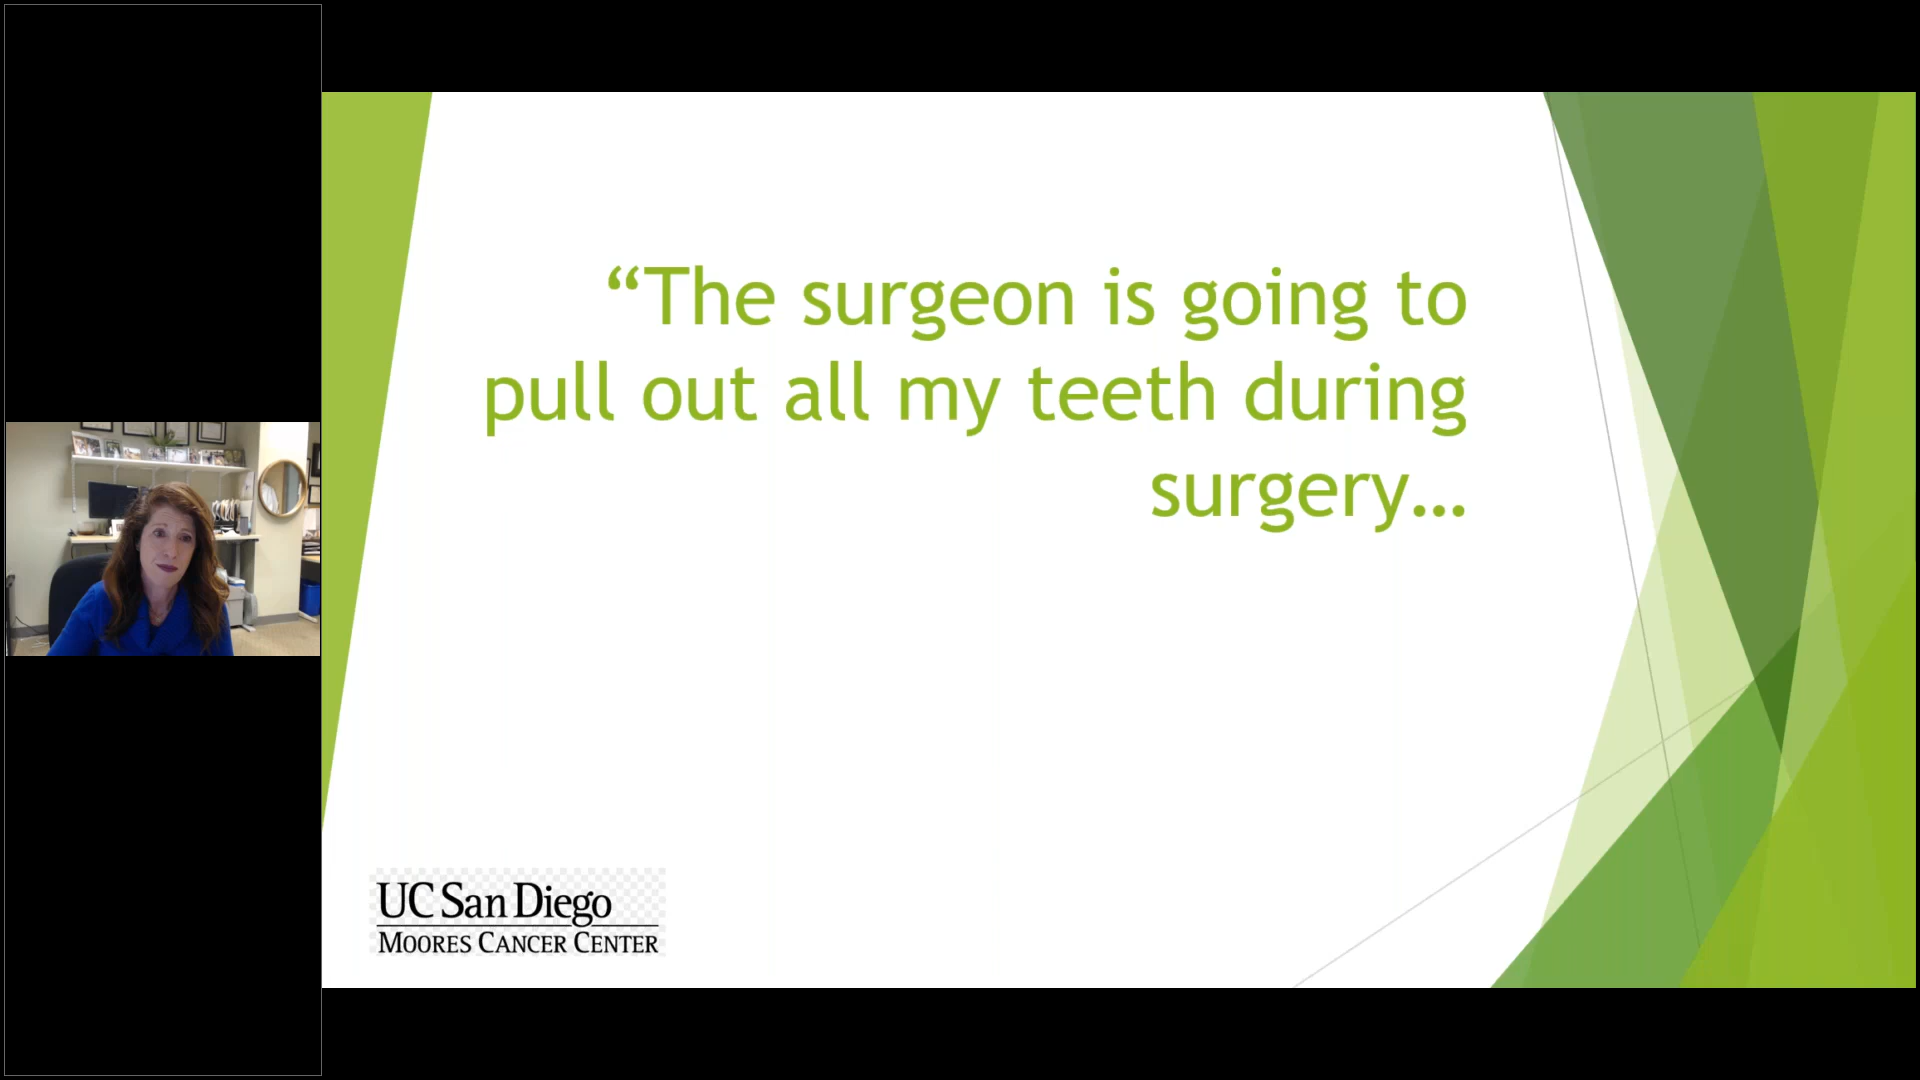 “The surgeon is going to
pull out all my teeth during
surgery…
UC San Diego
MOORES CANCER CENTER